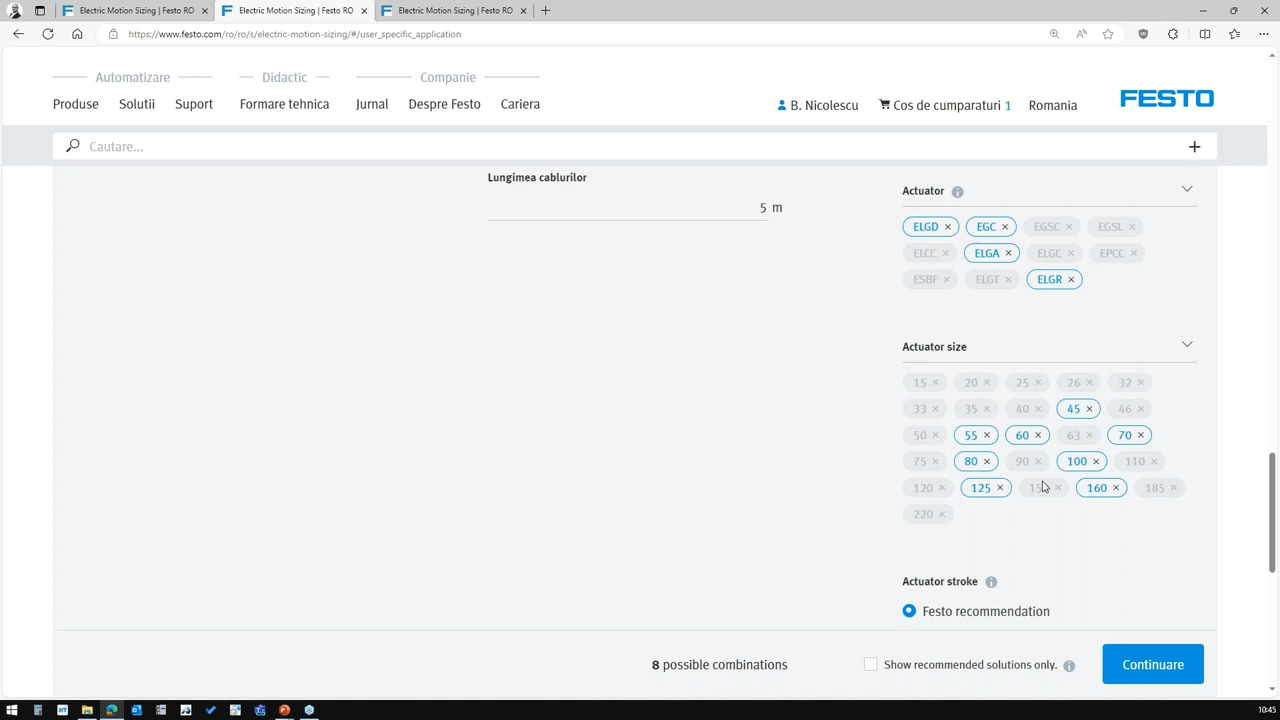 Electric Motion Sizing | Festo RO
Electric Motion Sizing | Festo RO
Electric Motion Sizing | Festo RO
https://www.festo.com/ro/ro/s/electric-motion-sizing/#/user_specific_application
Automatizare Didactic Companie
Produse Solutii Suport Formare tehnica Jurnal Despre Festo Cariera
B. Nicolescu Cos de cumparaturi 1 Romania
FESTO
Cautare...
Lungimea cablurilor
5 m
Actuator
ELGD EGC EGSC EGSL
ELCC ELGA ELGC EPCC
ESBF ELGT ELGR
Actuator size
15 20 25 26 32
33 35 40 45 46
50 55 60 63 70
75 80 90 100 110
120 125 160 185
220
Actuator stroke
Festo recommendation
8 possible combinations
Show recommended solutions only.
Continuare
10:45